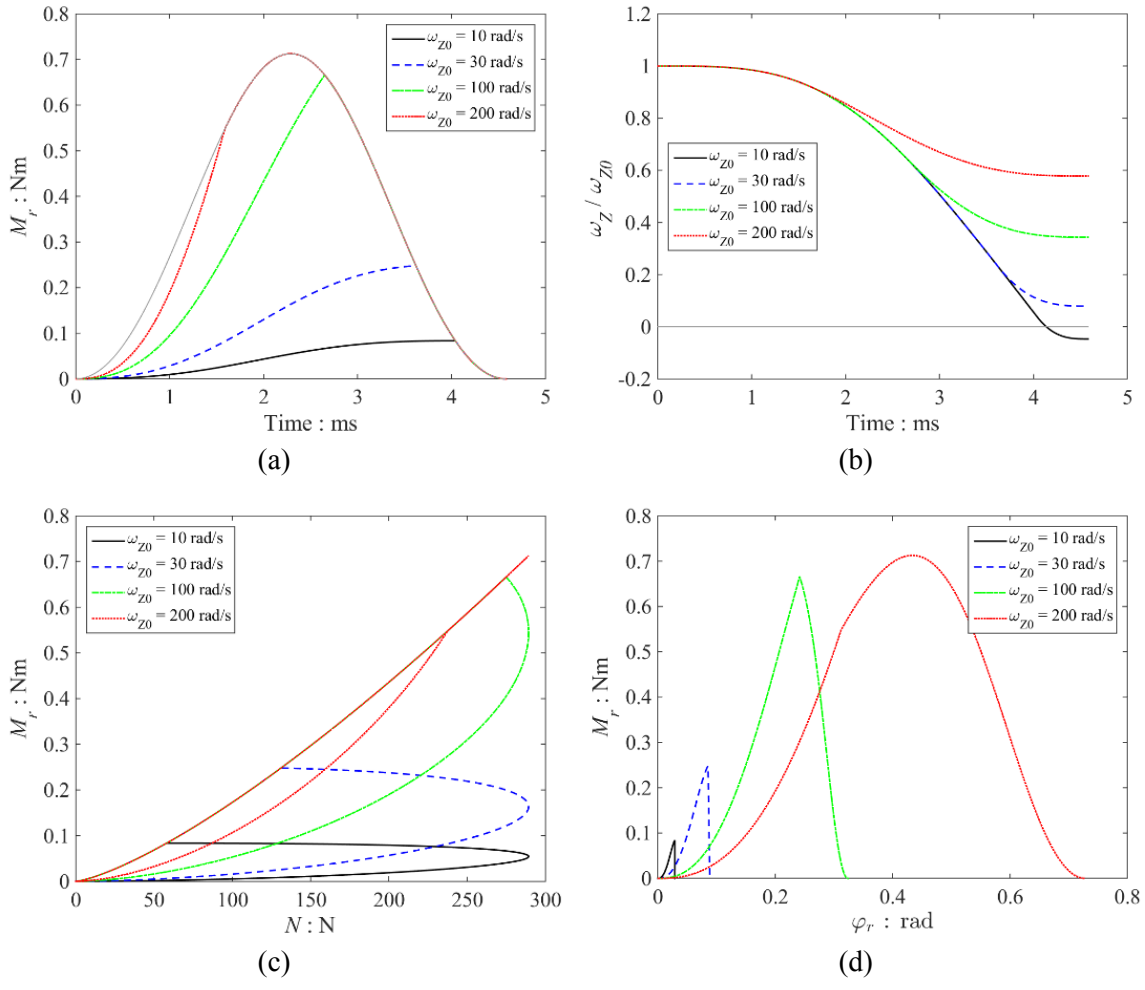 0.8
0.7
0.6
0.5
0.4
0.3
0.2
0.1
0
M_r : Nm
0 1 2 3 4 5
Time : ms
ω_Z0 = 10 rad/s
ω_Z0 = 30 rad/s
ω_Z0 = 100 rad/s
ω_Z0 = 200 rad/s
(a)
1.2
1
0.8
0.6
0.4
0.2
0
-0.2
ω_Z / ω_Z0
0 1 2 3 4 5
Time : ms
ω_Z0 = 10 rad/s
ω_Z0 = 30 rad/s
ω_Z0 = 100 rad/s
ω_Z0 = 200 rad/s
(b)
0.8
0.7
0.6
0.5
0.4
0.3
0.2
0.1
0
M_r : Nm
0 50 100 150 200 250 300
N : N
ω_Z0 = 10 rad/s
ω_Z0 = 30 rad/s
ω_Z0 = 100 rad/s
ω_Z0 = 200 rad/s
(c)
0.8
0.7
0.6
0.5
0.4
0.3
0.2
0.1
0
M_r : Nm
0 0.2 0.4 0.6 0.8
φ_r : rad
ω_Z0 = 10 rad/s
ω_Z0 = 30 rad/s
ω_Z0 = 100 rad/s
ω_Z0 = 200 rad/s
(d)